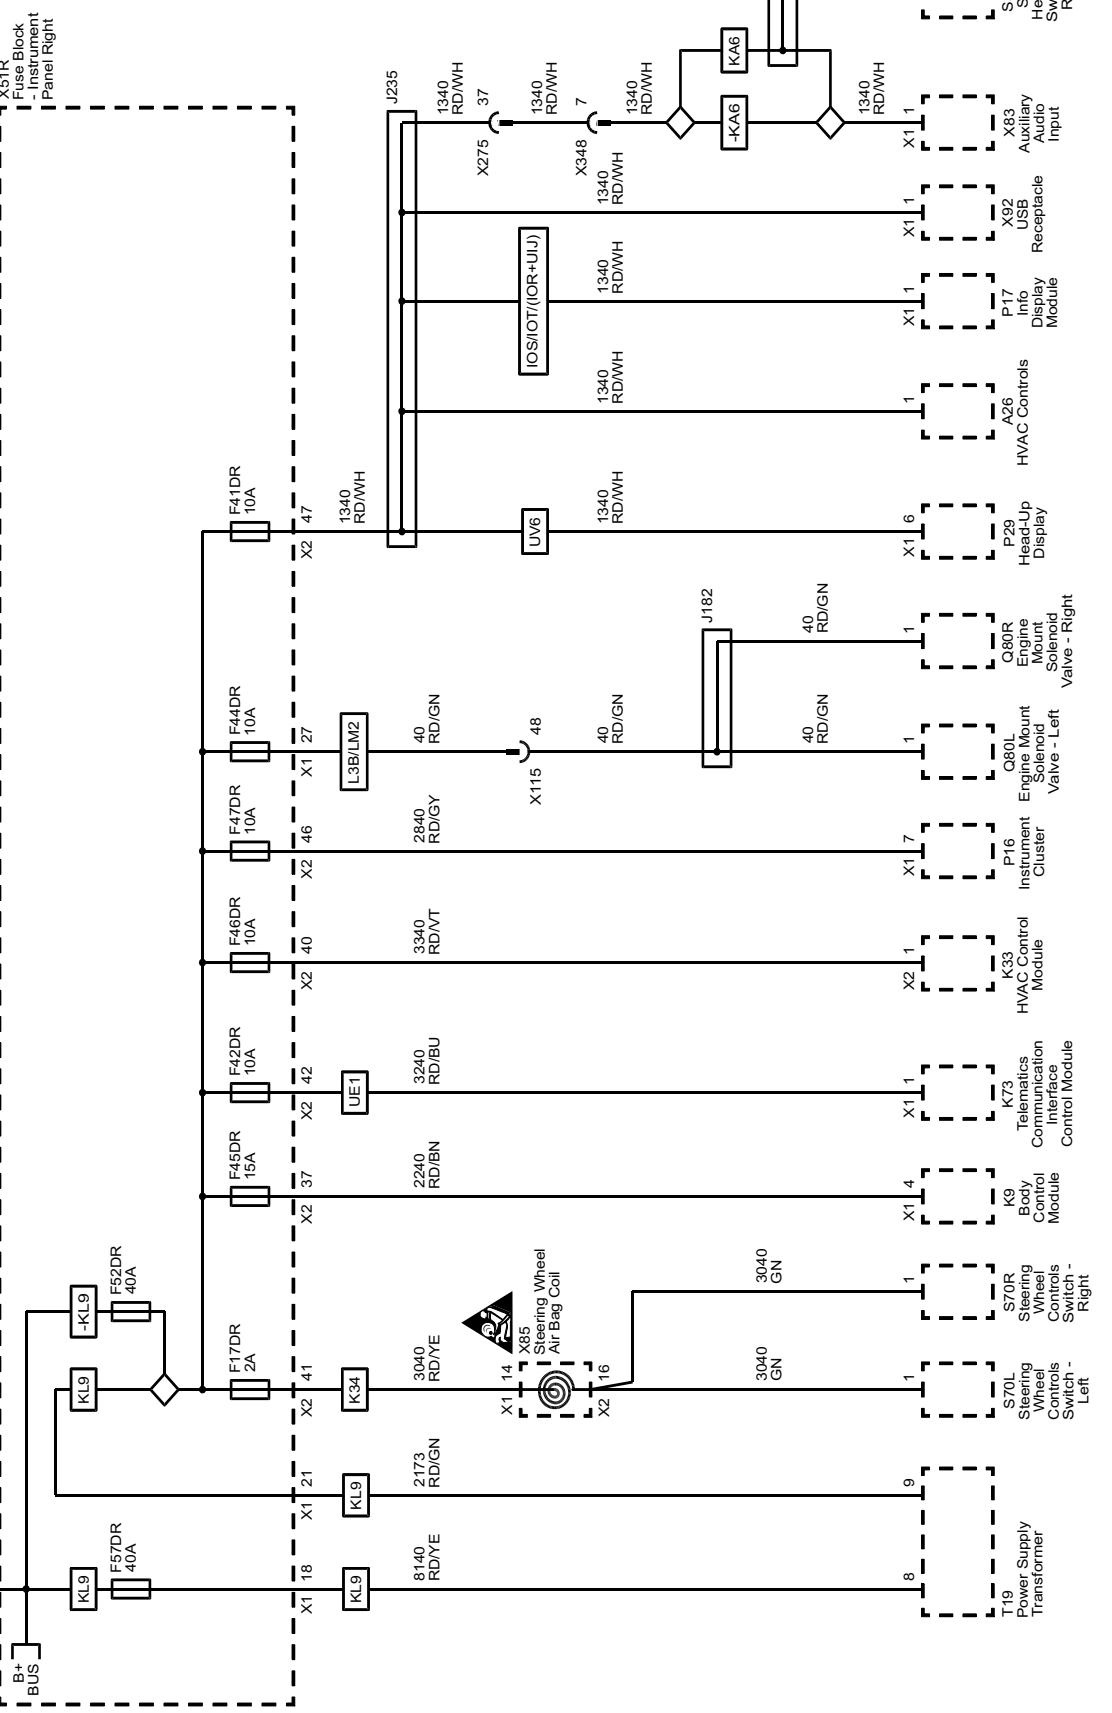 B+
BUS
X51R
Fuse Block
- Instrument
Panel Right
KL9
KL9
-KL9
F57DR
40A
F52DR
40A
F17DR
2A
F45DR
15A
F42DR
10A
F46DR
10A
F47DR
10A
F44DR
10A
F41DR
10A
X1 18
X1 21
X2 41
X2 37
X2 42
X2 40
X2 46
X1 27
X2 47
KL9
KL9
K34
UE1
L3B/LM2
1340
RD/WH
J235
8140
RD/YE
2173
RD/GN
3040
RD/YE
2240
RD/BN
3240
RD/BU
3340
RD/VT
2840
RD/GY
40
RD/GN
1340
RD/WH
X275 37
1340
RD/WH
X348 7
1340
RD/WH
X1 14
X85
Steering Wheel
Air Bag Coil
X2 16
X115 48
UV6
IOS/IOT/(IOR+UIJ)
40
RD/GN
1340
RD/WH
1340
RD/WH
1340
RD/WH
1340
RD/WH
J182
-KA6
KA6
3040
GN
3040
GN
40
RD/GN
40
RD/GN
1340
RD/WH
8
9
1
1
X1 4
X1 1
X2 1
X1 7
1
1
X1 6
1
X1 1
X1 1
X1 1
T19
Power Supply
Transformer
S70L
Steering
Wheel
Controls
Switch -
Left
S70R
Steering
Wheel
Controls
Switch -
Right
K9
Body
Control
Module
K73
Telematics
Communication
Interface
Control Module
K33
HVAC Control
Module
P16
Instrument
Cluster
Q80L
Engine Mount
Solenoid
Valve - Left
Q80R
Engine
Mount
Solenoid
Valve - Right
P29
Head-Up
Display
A26
HVAC Controls
P17
Info
Display
Module
X92
USB
Receptacle
X83
Auxiliary
Audio
Input